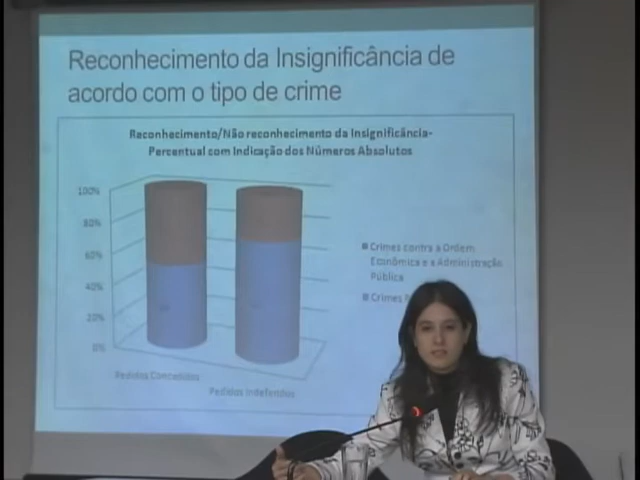 Reconhecimento da Insignificância de
acordo com o tipo de crime
Reconhecimento/Não reconhecimento da Insignificância-
Percentual com Indicação dos Números Absolutos
100%
80%
60%
40%
20%
0%
Pedidos Concedidos
Pedidos Indeferidos
Crimes contra a Ordem
Econômica e a Administração
Pública
Crimes